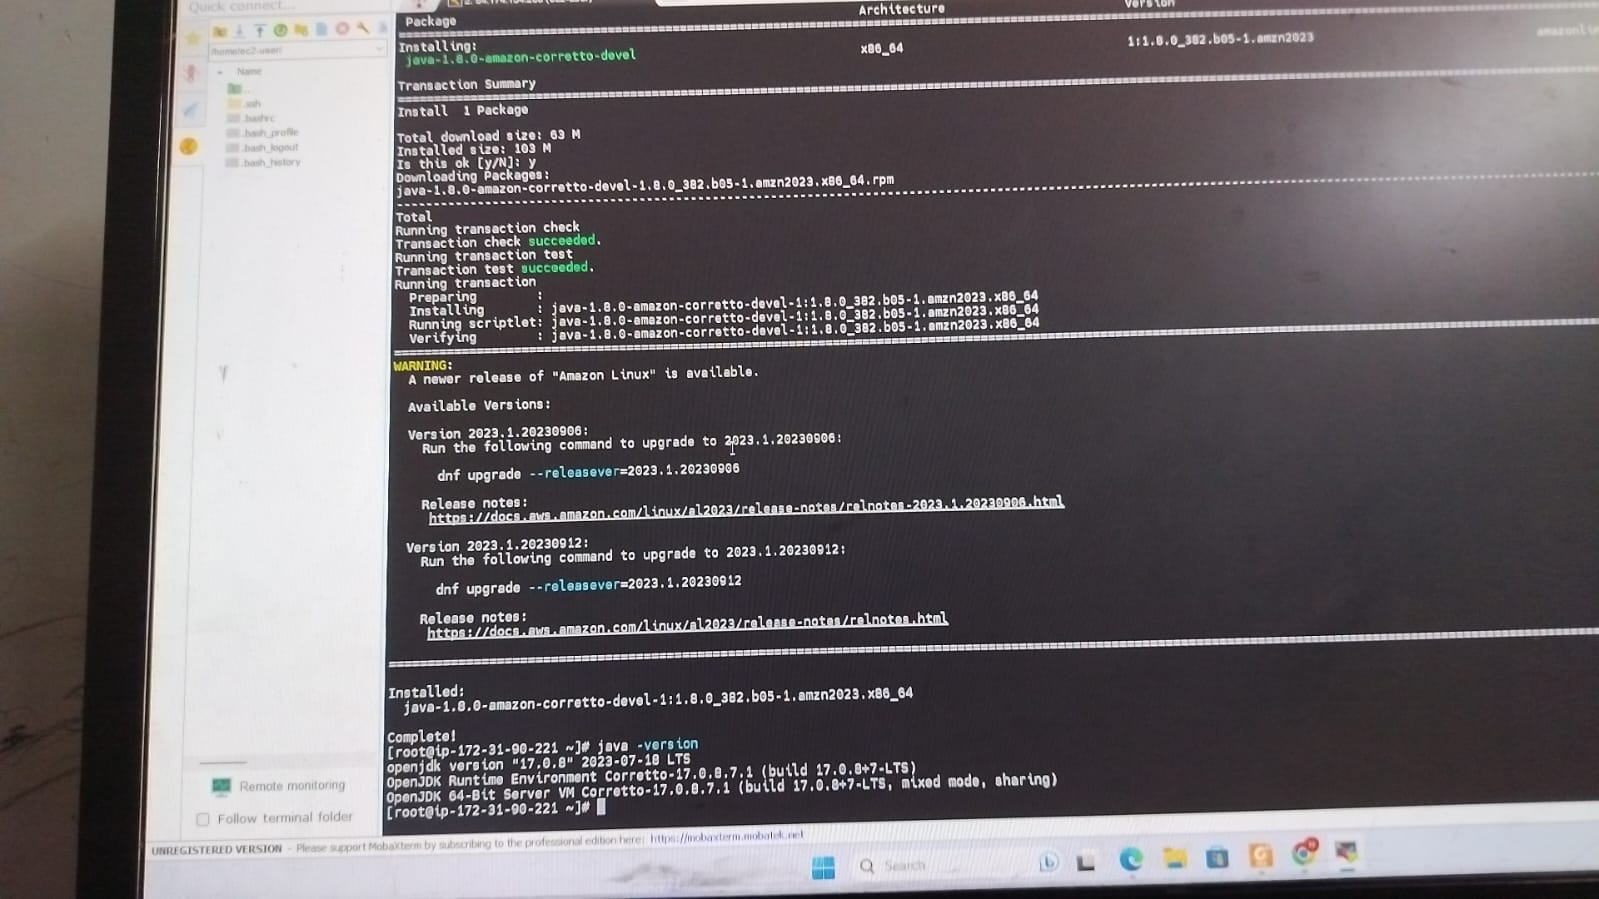 Quick connect...
Package Architecture Version
Installing:
java-1.8.0-amazon-corretto-devel x86_64 1:1.8.0_382.b05-1.amzn2023
Transaction Summary
Install 1 Package
Total download size: 63 M
Installed size: 103 M
Is this ok [y/N]: y
Downloading Packages:
java-1.8.0-amazon-corretto-devel-1.8.0_382.b05-1.amzn2023.x86_64.rpm
Total
Running transaction check
Transaction check succeeded.
Running transaction test
Transaction test succeeded.
Running transaction
Preparing :
Installing : java-1.8.0-amazon-corretto-devel-1:1.8.0_382.b05-1.amzn2023.x86_64
Running scriptlet: java-1.8.0-amazon-corretto-devel-1:1.8.0_382.b05-1.amzn2023.x86_64
Verifying : java-1.8.0-amazon-corretto-devel-1:1.8.0_382.b05-1.amzn2023.x86_64
WARNING:
A newer release of "Amazon Linux" is available.
Available Versions:
Version 2023.1.20230906:
Run the following command to upgrade to 2023.1.20230906:
dnf upgrade --releasever=2023.1.20230906
Release notes:
https://docs.aws.amazon.com/linux/al2023/release-notes/relnotes-2023.1.20230906.html
Version 2023.1.20230912:
Run the following command to upgrade to 2023.1.20230912:
dnf upgrade --releasever=2023.1.20230912
Release notes:
https://docs.aws.amazon.com/linux/al2023/release-notes/relnotes.html
Installed:
java-1.8.0-amazon-corretto-devel-1:1.8.0_382.b05-1.amzn2023.x86_64
Complete!
[root@ip-172-31-90-221 ~]# java -version
openjdk version "17.0.8" 2023-07-18 LTS
OpenJDK Runtime Environment Corretto-17.0.8.7.1 (build 17.0.8+7-LTS)
OpenJDK 64-Bit Server VM Corretto-17.0.8.7.1 (build 17.0.8+7-LTS, mixed mode, sharing)
[root@ip-172-31-90-221 ~]#
/home/ec2-user/
Name
..
.ssh
.bashrc
.bash_profile
.bash_logout
.bash_history
Remote monitoring
Follow terminal folder
UNREGISTERED VERSION - Please support MobaXterm by subscribing to the professional edition here: https://mobaxterm.mobatek.net
Search